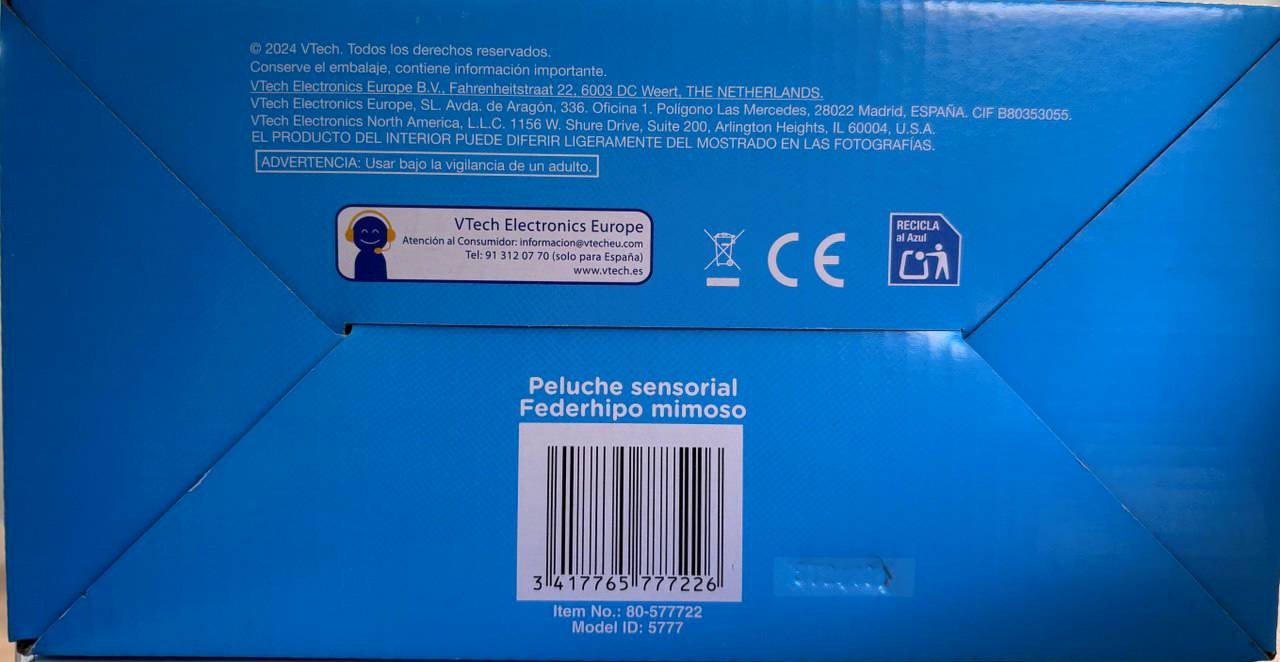 © 2024 VTech. Todos los derechos reservados.
Conserve el embalaje, contiene información importante.
VTech Electronics Europe B.V., Fahrenheitstraat 22, 6003 DC Weert, THE NETHERLANDS.
VTech Electronics Europe, SL. Avda. de Aragón, 336. Oficina 1. Polígono Las Mercedes, 28022 Madrid, ESPAÑA. CIF B80353055.
VTech Electronics North America, L.L.C. 1156 W. Shure Drive, Suite 200, Arlington Heights, IL 60004, U.S.A.
EL PRODUCTO DEL INTERIOR PUEDE DIFERIR LIGERAMENTE DEL MOSTRADO EN LAS FOTOGRAFÍAS.
ADVERTENCIA: Usar bajo la vigilancia de un adulto.
VTech Electronics Europe
Atención al Consumidor: informacion@vtecheu.com
Tel: 91 312 07 70 (solo para España)
www.vtech.es
CE
RECICLA
al Azul
Peluche sensorial
Federhipo mimoso
3 417765 777226
Item No.: 80-577722
Model ID: 5777